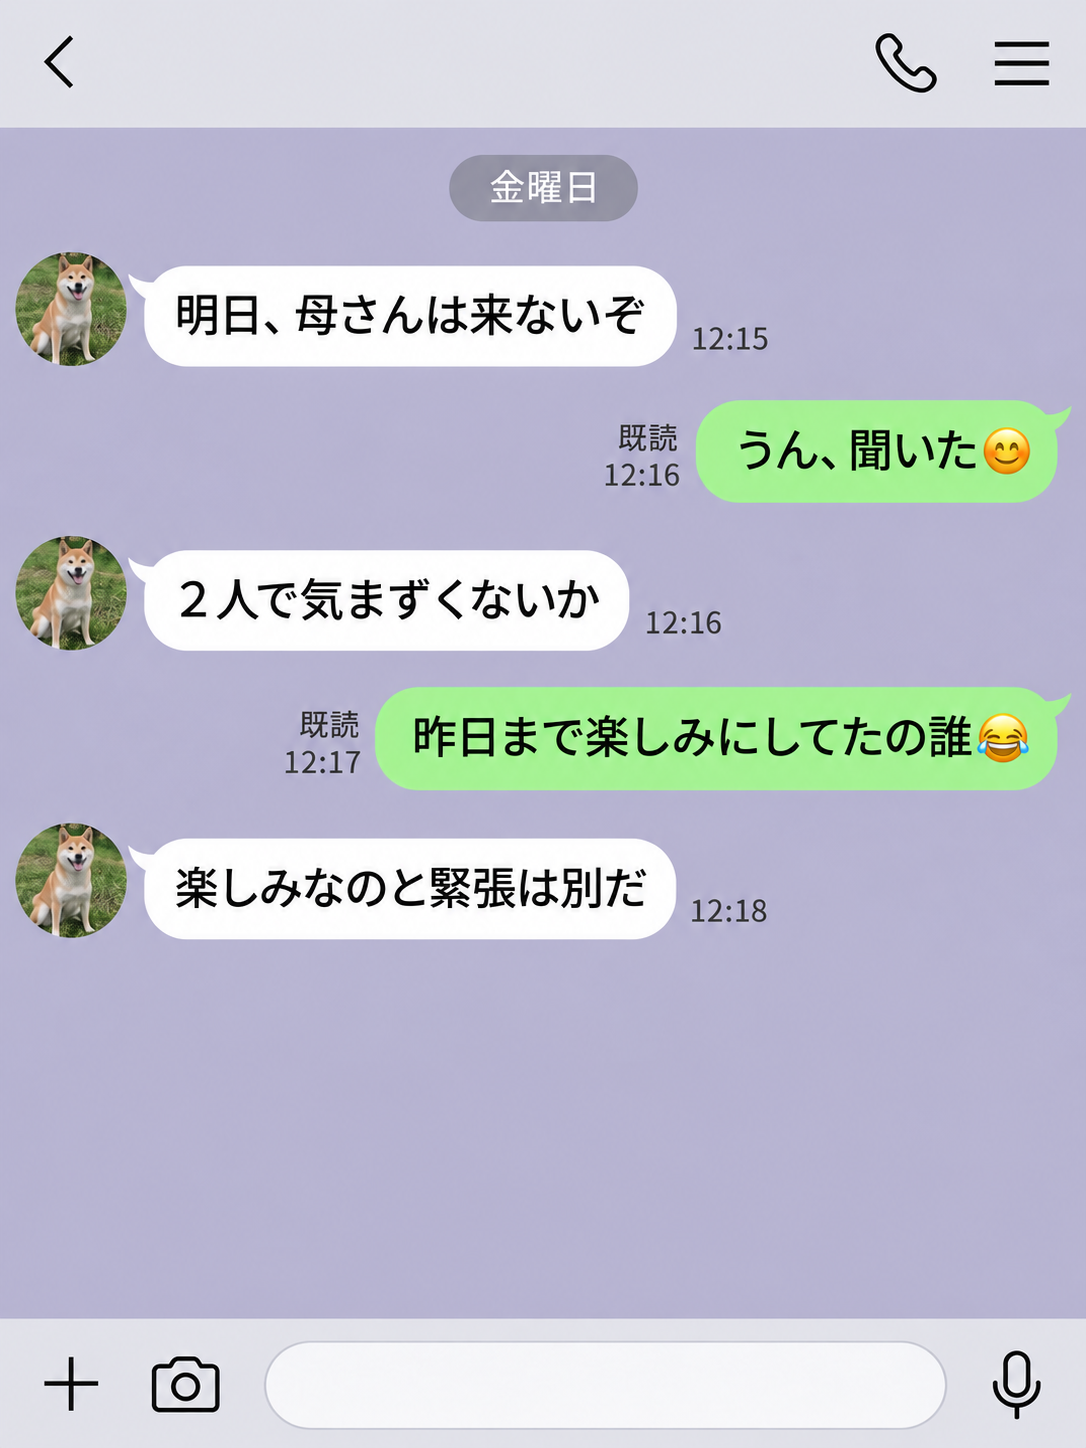 金曜日
明日、母さんは来ないぞ
12:15
既読
12:16
うん、聞いた😊
２人で気まずくないか
12:16
既読
12:17
昨日まで楽しみにしてたの誰😂
楽しみなのと緊張は別だ
12:18